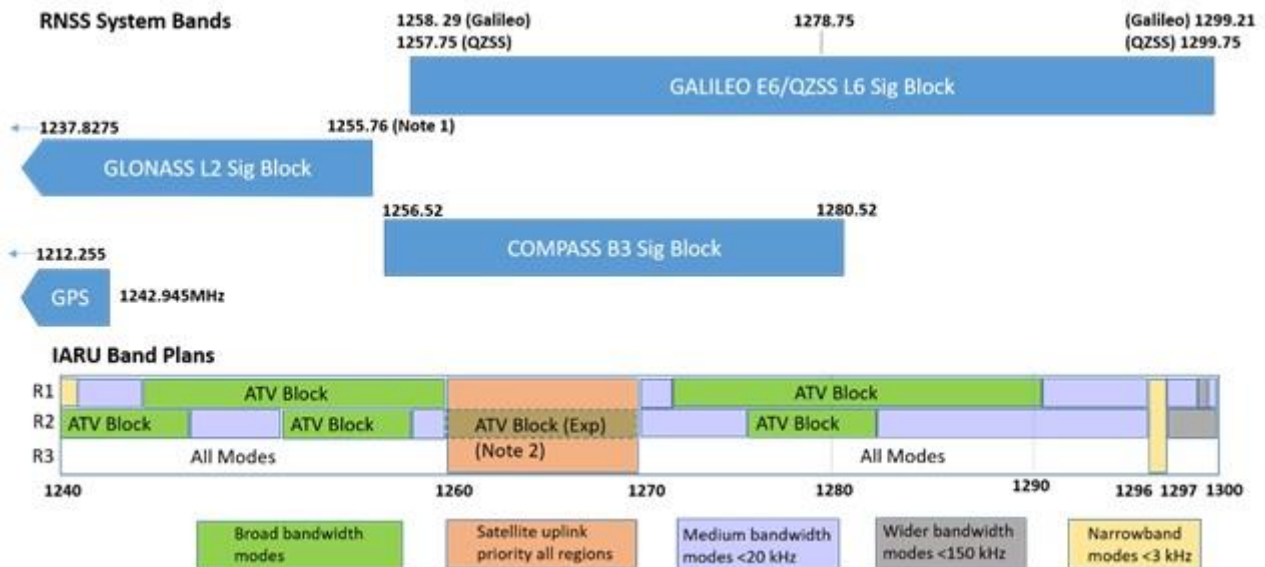 RNSS System Bands
1258. 29 (Galileo)
1257.75 (QZSS)
1278.75
(Galileo) 1299.21
(QZSS) 1299.75
GALILEO E6/QZSS L6 Sig Block
1237.8275
1255.76 (Note 1)
GLONASS L2 Sig Block
1256.52
1280.52
COMPASS B3 Sig Block
1212.255
GPS
1242.945MHz
IARU Band Plans
R1
ATV Block
ATV Block
R2
ATV Block
ATV Block
ATV Block (Exp)
(Note 2)
ATV Block
R3
All Modes
All Modes
1240
1260
1270
1280
1290
1296
1297
1300
Broad bandwidth
modes
Satellite uplink
priority all regions
Medium bandwidth
modes <20 kHz
Wider bandwidth
modes <150 kHz
Narrowband
modes <3 kHz